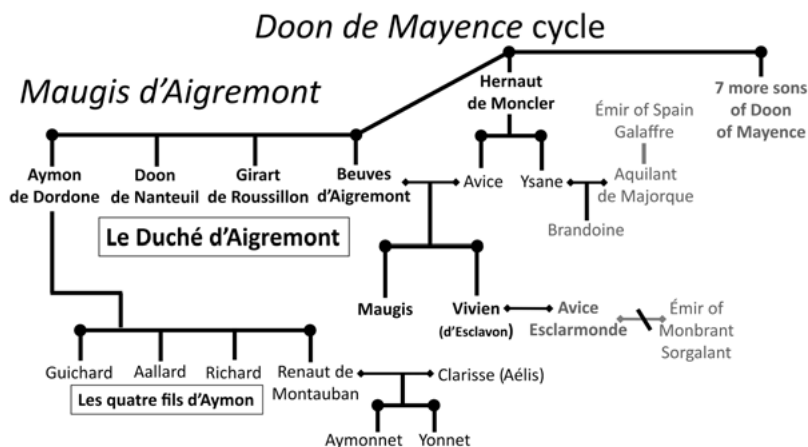 Doon de Mayence cycle
Maugis d'Aigremont
Hernaut
de Moncler
7 more sons
of Doon
of Mayence
Émir of Spain
Galaffre
Aymon
de Dordone
Doon
de Nanteuil
Girart
de Roussillon
Beuves
d'Aigremont
Avice
Ysane
Aquilant
de Majorque
Brandoine
Le Duché d'Aigremont
Maugis
Vivien
(d'Esclavon)
Avice
Esclarmonde
Émir of
Monbrant
Sorgalant
Guichard
Aallard
Richard
Renaut de
Montauban
Clarisse (Aélis)
Les quatre fils d'Aymon
Aymonnet
Yonnet